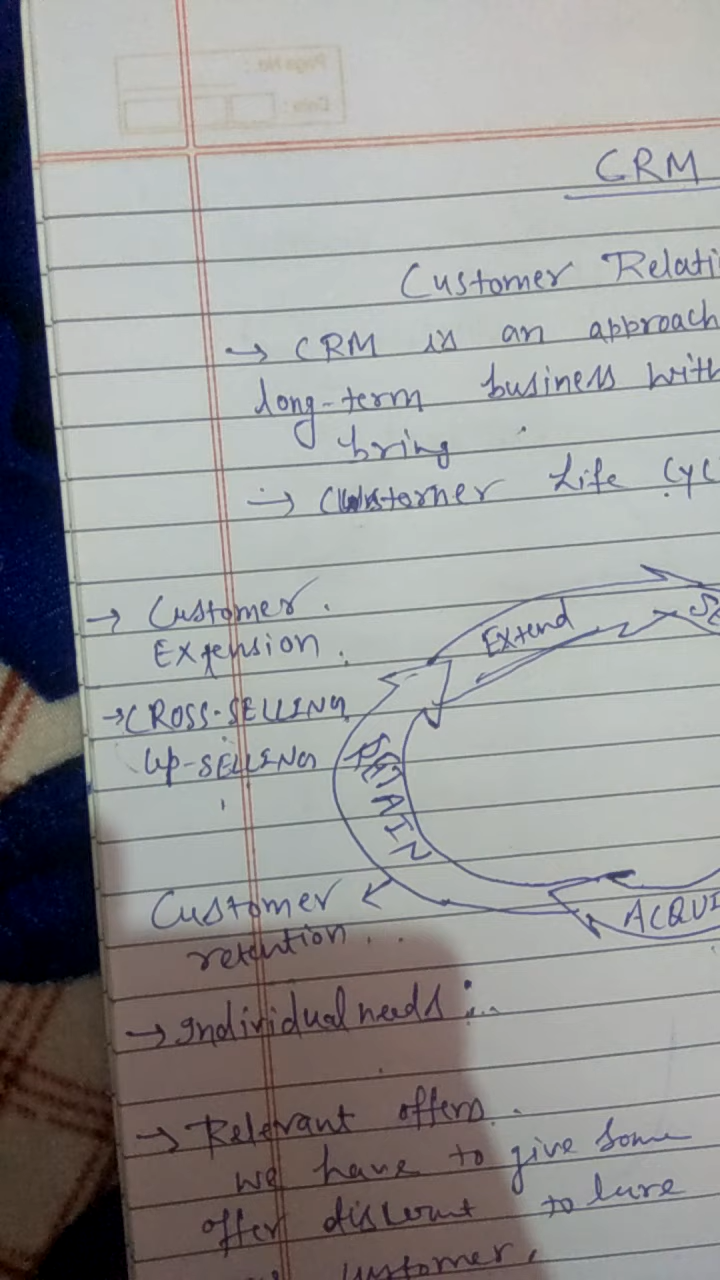 CRM
Customer Relati
→ CRM is an approach
long-term business with
bring
→ Customer Life Cyc
→ Customer
Extension
Extend
→ CROSS-SELLING
Up-SELLING
RETAIN
Customer
retention
ACQUI
→ Individual needs :..
→ Relevant offers.
we have to give some
offer discount to lure
customer,